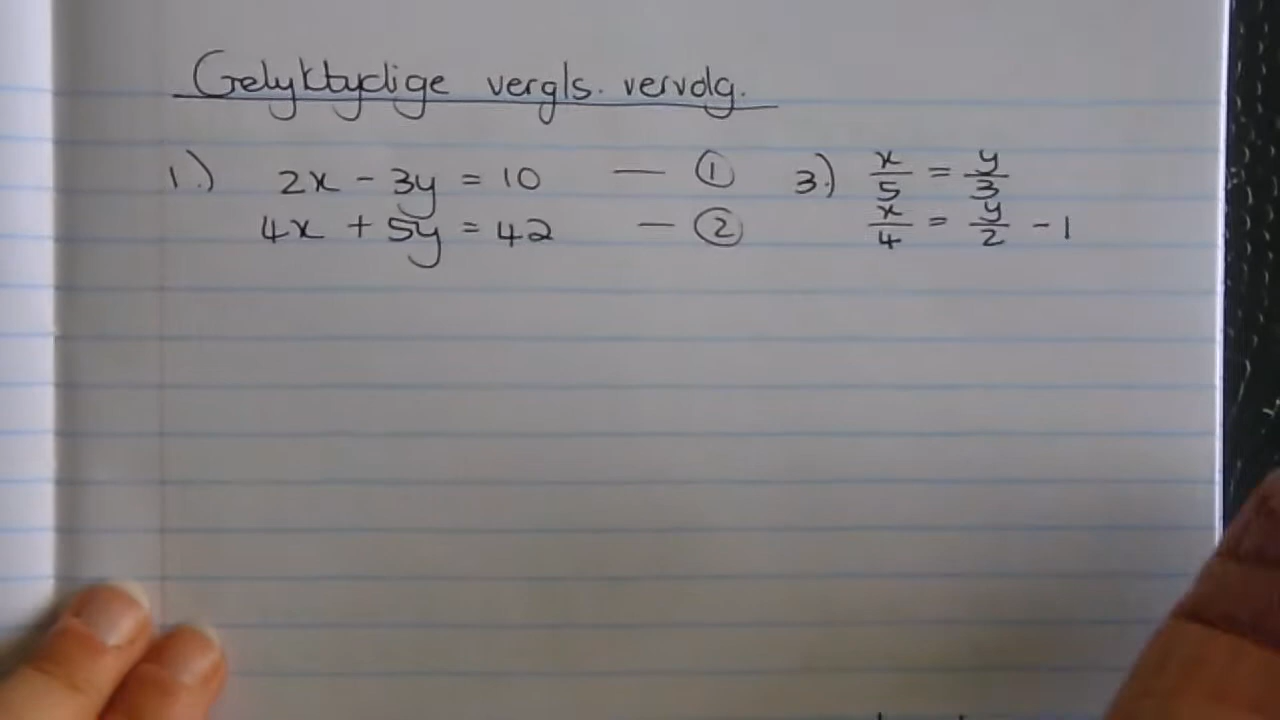 Gelyktydige vergls. vervolg.
1.) 2x - 3y = 10 — ①
4x + 5y = 42 — ②
3.) x/5 = y/3
x/4 = y/2 - 1